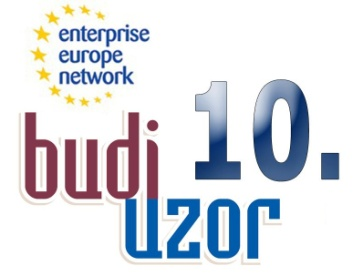 enterprise
europe
network
10.
budi
uzor